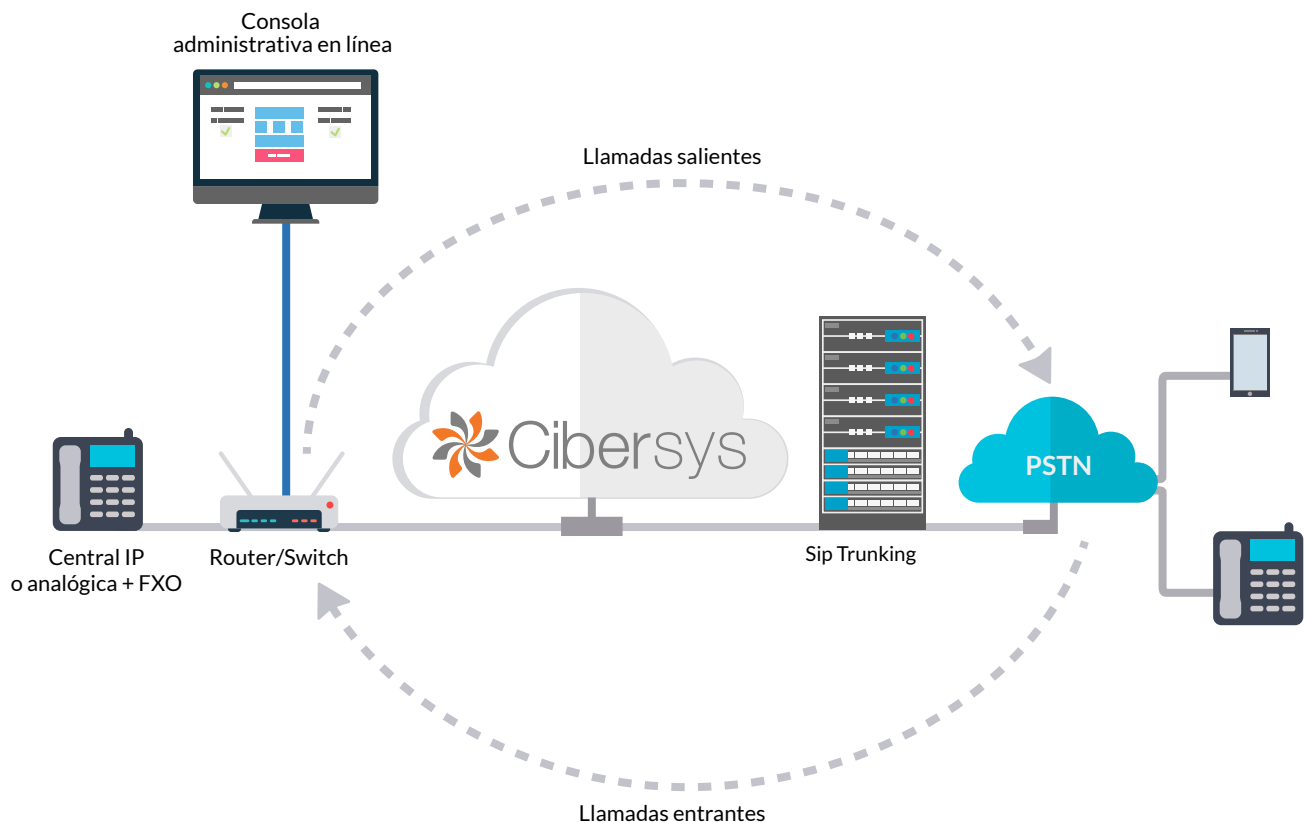 Consola
administrativa en línea
Llamadas salientes
Cibersys
PSTN
Central IP
o analógica + FXO
Router/Switch
Sip Trunking
Llamadas entrantes